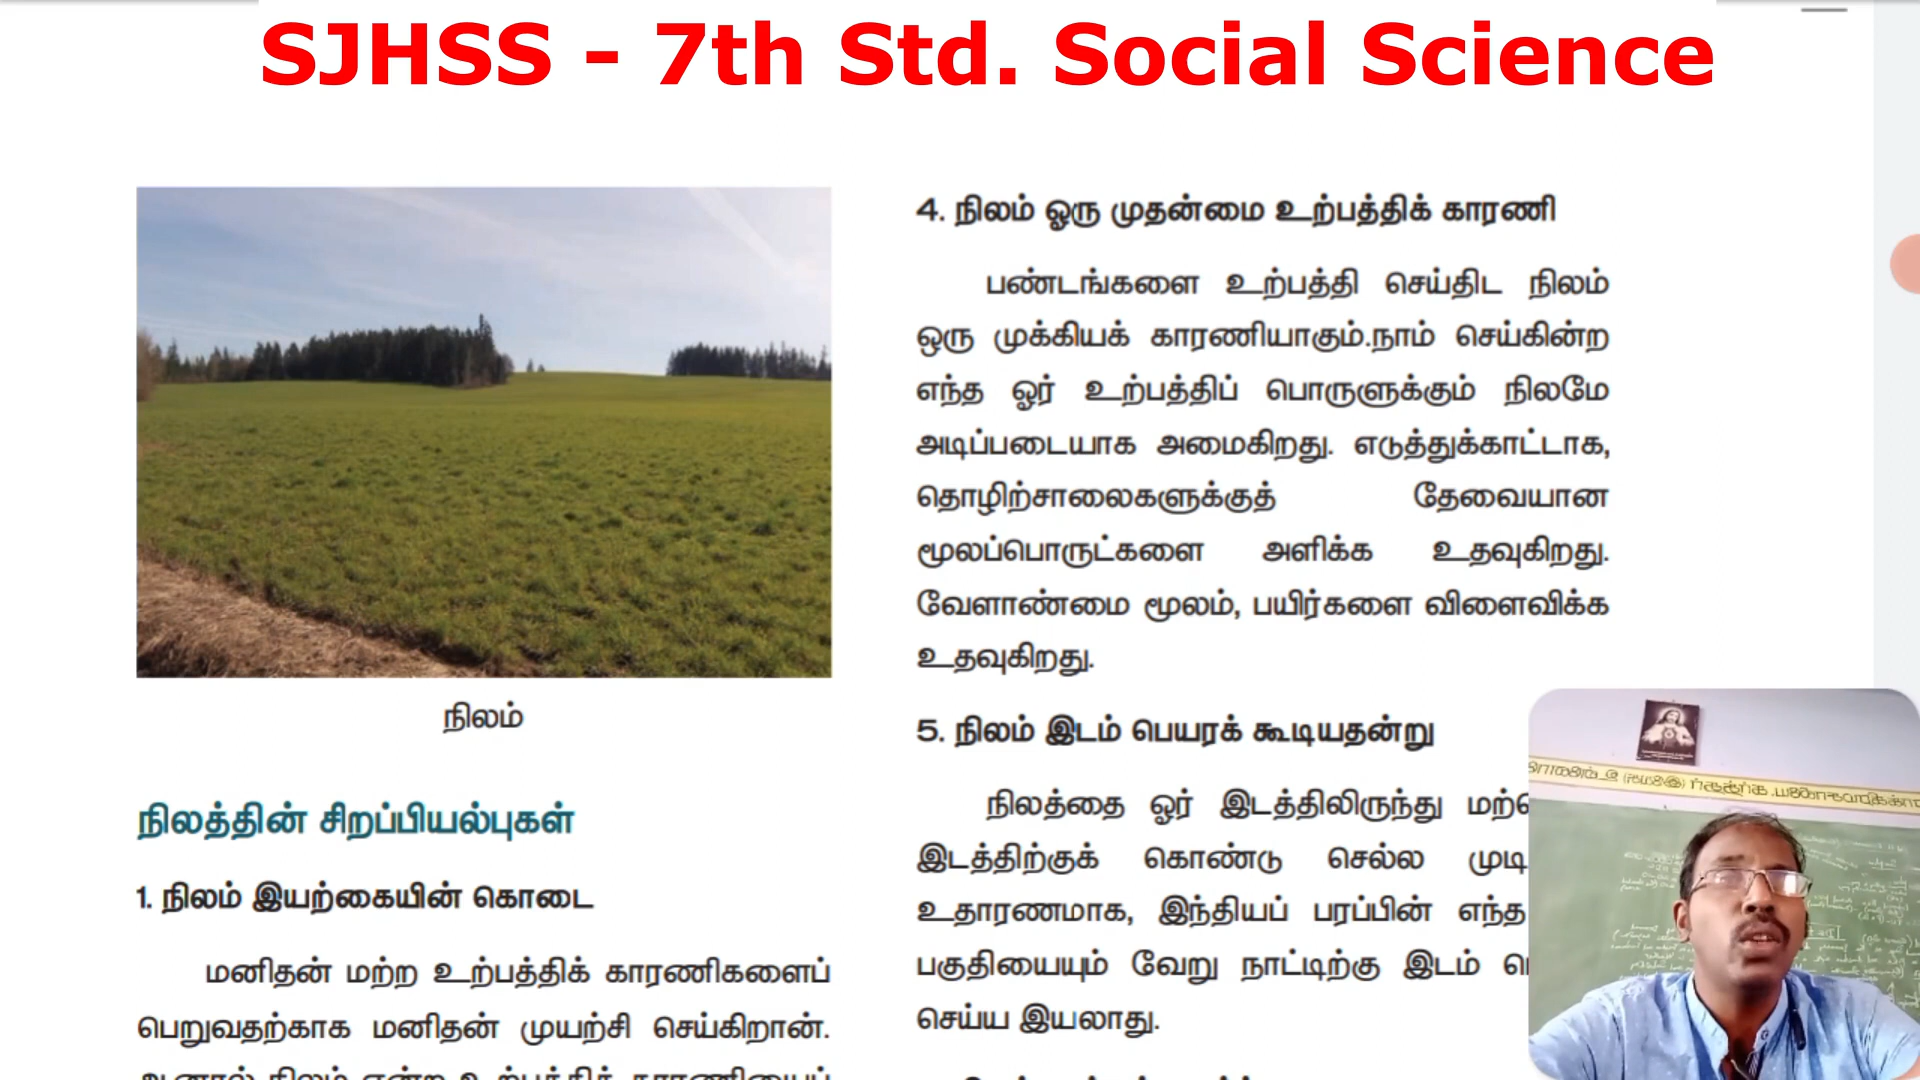 SJHSS - 7th Std. Social Science
நிலம்
நிலத்தின் சிறப்பியல்புகள்
1. நிலம் இயற்கையின் கொடை
மனிதன் மற்ற உற்பத்திக் காரணிகளைப்
பெறுவதற்காக மனிதன் முயற்சி செய்கிறான்.
4. நிலம் ஓரு முதன்மை உற்பத்திக் காரணி
பண்டங்களை உற்பத்தி செய்திட நிலம்
ஒரு முக்கியக் காரணியாகும்.நாம் செய்கின்ற
எந்த ஓர் உற்பத்திப் பொருளுக்கும் நிலமே
அடிப்படையாக அமைகிறது. எடுத்துக்காட்டாக,
தொழிற்சாலைகளுக்குத் தேவையான
மூலப்பொருட்களை அளிக்க உதவுகிறது.
வேளாண்மை மூலம், பயிர்களை விளைவிக்க
உதவுகிறது.
5. நிலம் இடம் பெயரக் கூடியதன்று
நிலத்தை ஓர் இடத்திலிருந்து
இடத்திற்குக் கொண்டு செல்ல
உதாரணமாக, இந்தியப் பரப்பின் எந்த
பகுதியையும் வேறு நாட்டிற்கு இடம்
செய்ய இயலாது.